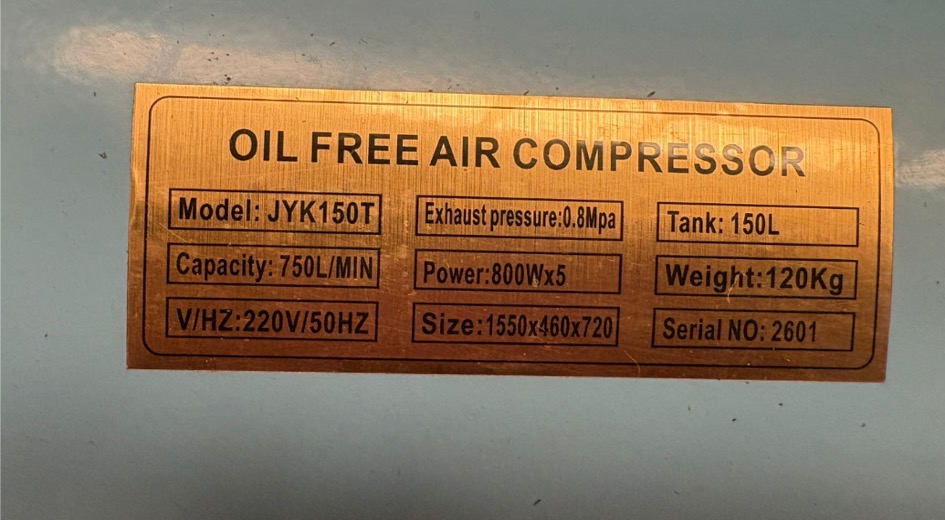 OIL FREE AIR COMPRESSOR
Model: JYK150T
Exhaust pressure:0.8Mpa
Tank: 150L
Capacity: 750L/MIN
Power:800Wx5
Weight:120Kg
V/HZ:220V/50HZ
Size:1550x460x720
Serial NO: 2601